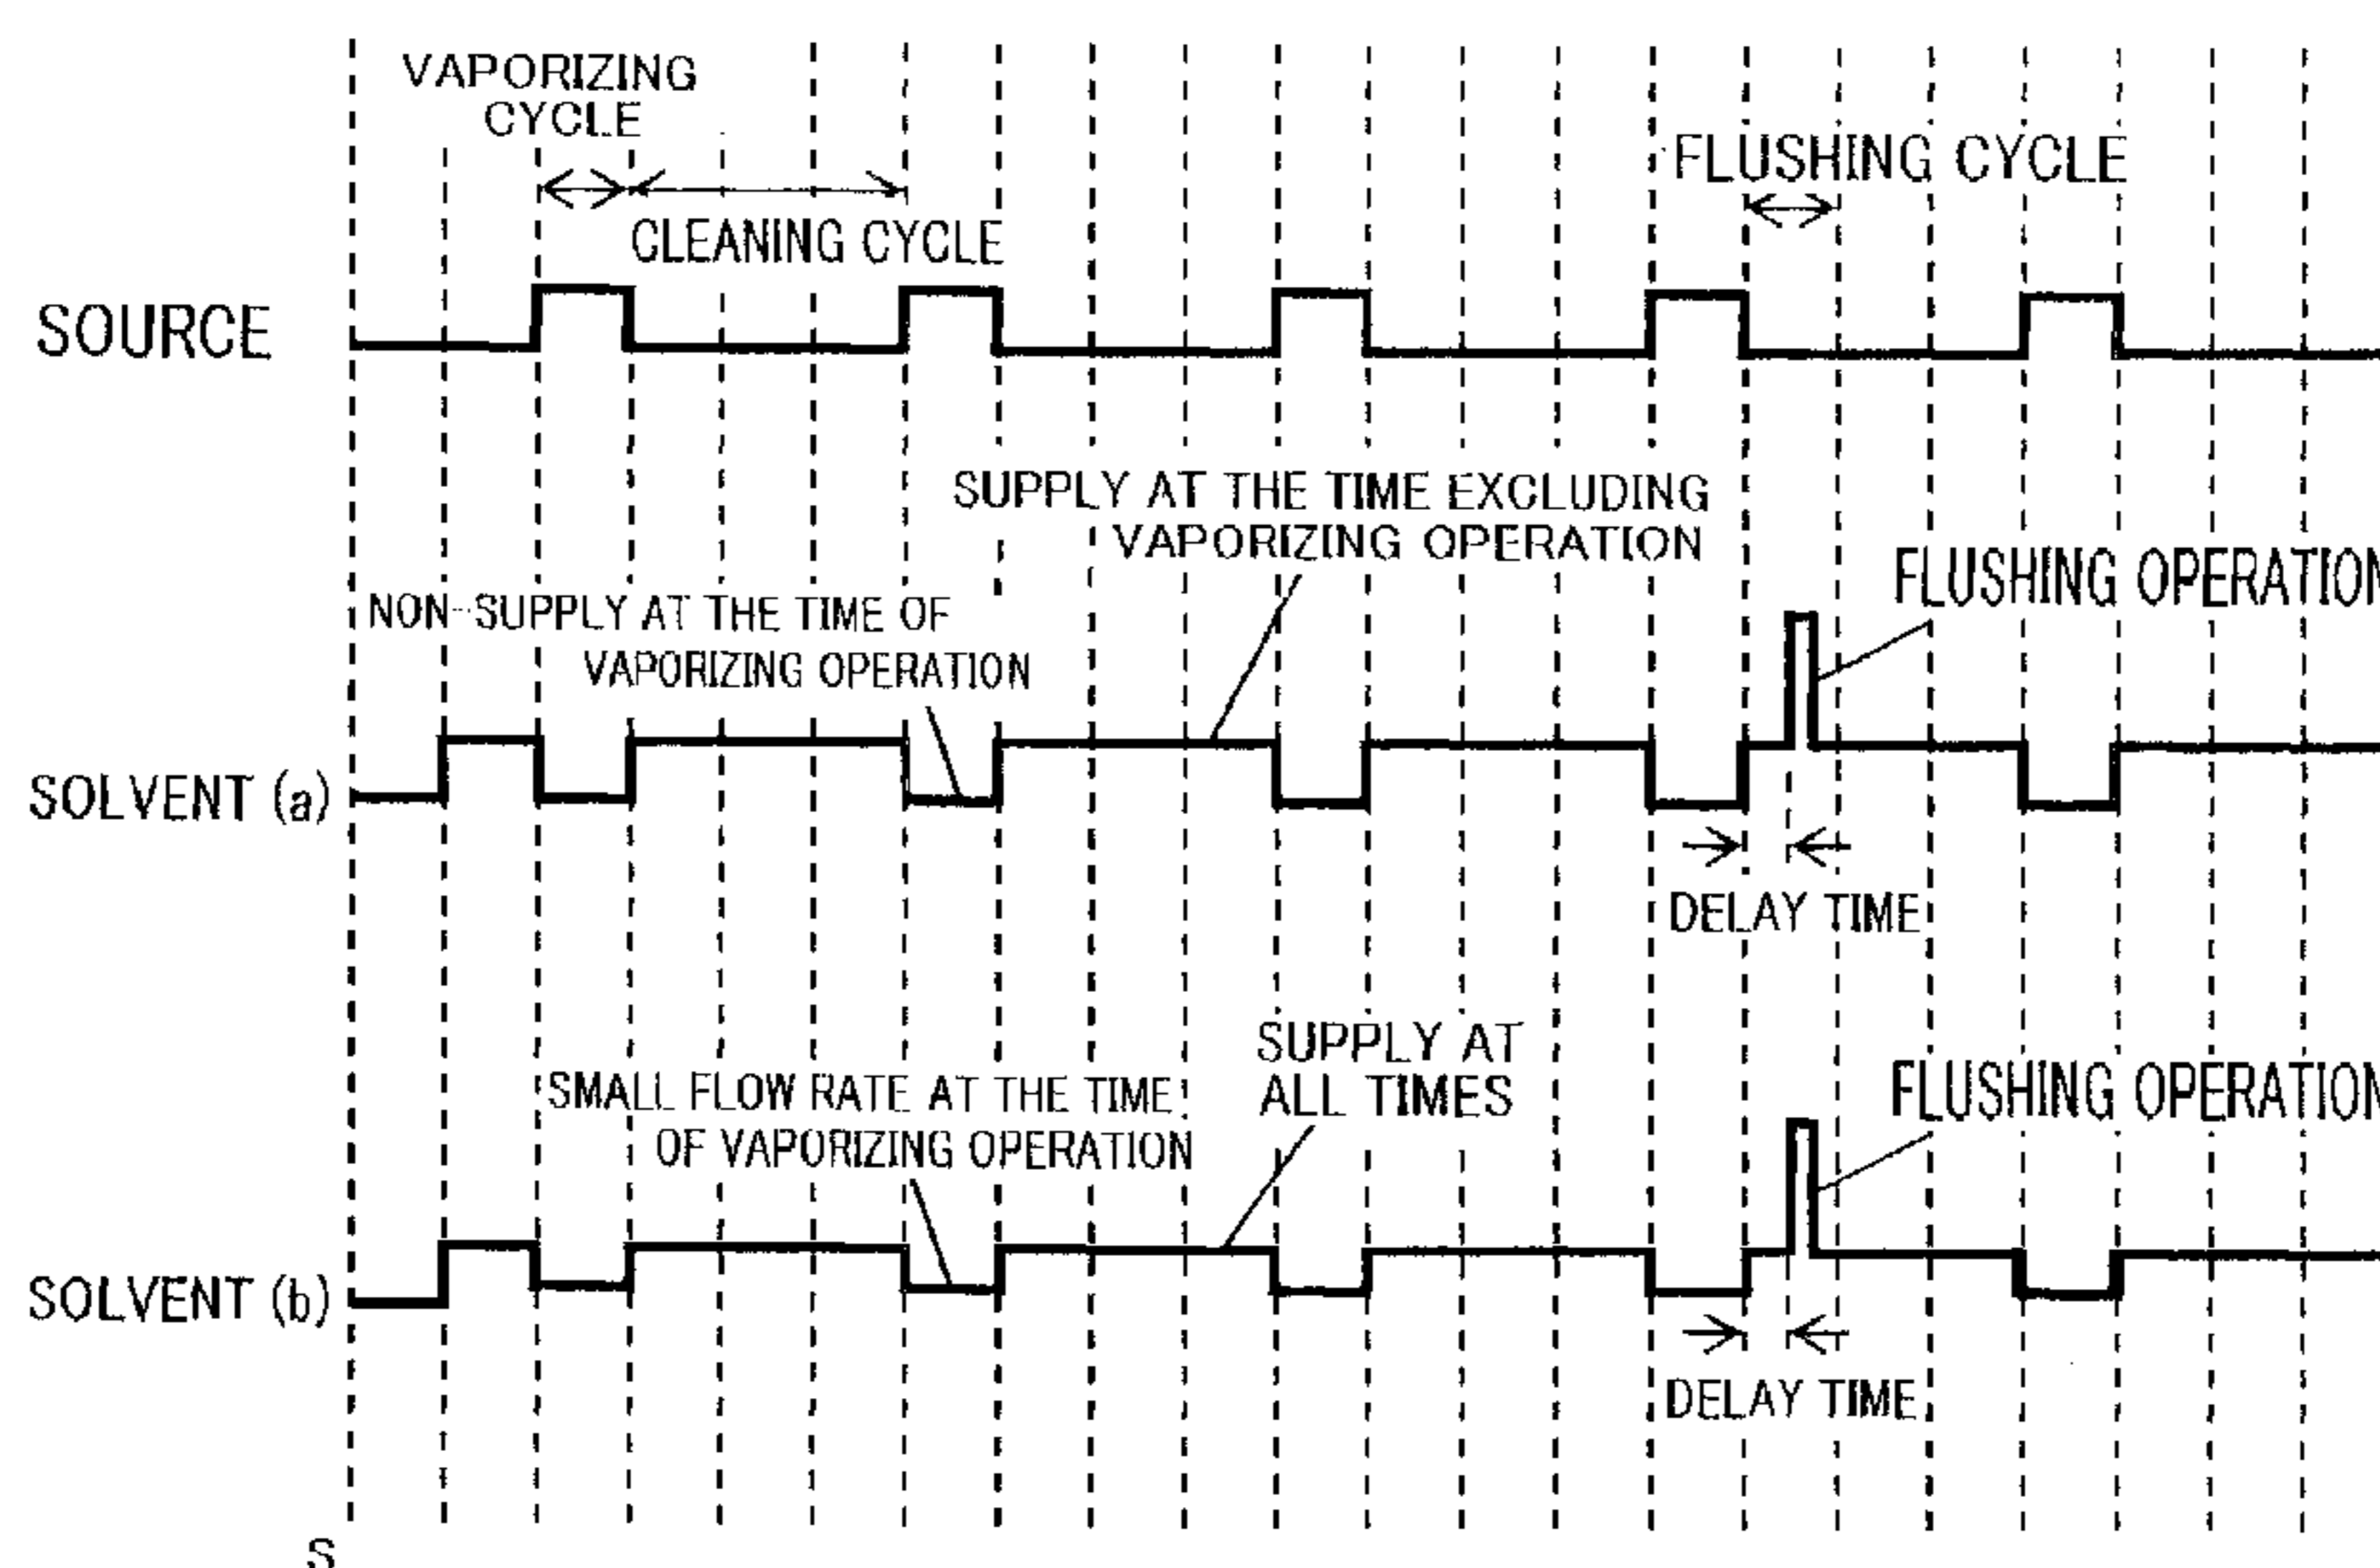 VAPORIZING
CYCLE
FLUSHING CYCLE
CLEANING CYCLE
SOURCE
SUPPLY AT THE TIME EXCLUDING
VAPORIZING OPERATION
FLUSHING OPERATION
NON-SUPPLY AT THE TIME OF
VAPORIZING OPERATION
SOLVENT (a)
DELAY TIME
SUPPLY AT
ALL TIMES
SMALL FLOW RATE AT THE TIME
OF VAPORIZING OPERATION
FLUSHING OPERATION
SOLVENT (b)
DELAY TIME
S